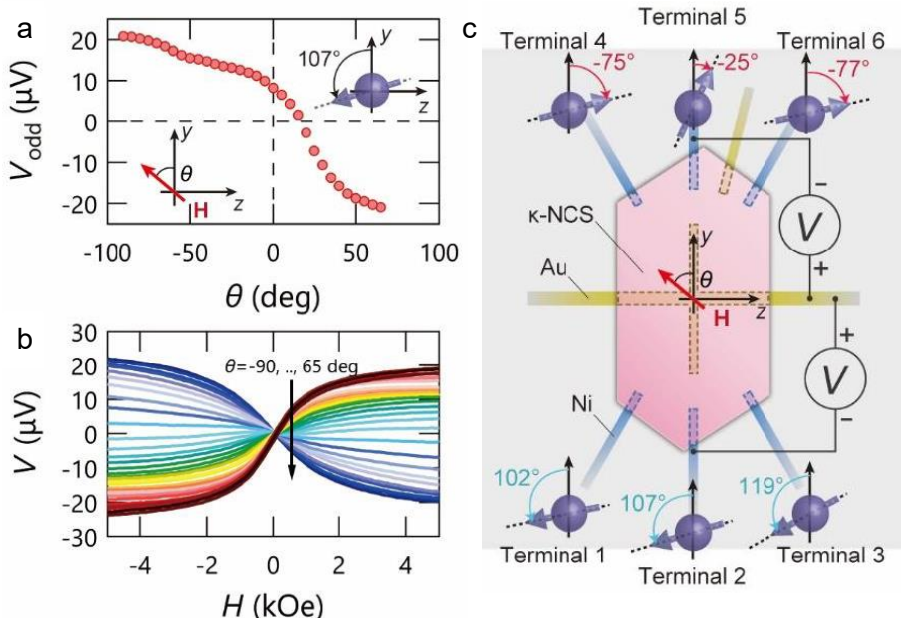 a
20
10
0
-10
-20
V_odd (μV)
107°
y
z
y
θ
z
H
-100
-50
0
50
100
θ (deg)
b
30
20
10
0
-10
-20
-30
V (μV)
θ=-90, .., 65 deg
-4
-2
0
2
4
H (kOe)
c
Terminal 5
Terminal 4
Terminal 6
-75°
-25°
-77°
κ-NCS
Au
y
θ
z
H
-
V
+
+
V
-
Ni
102°
107°
119°
Terminal 1
Terminal 2
Terminal 3